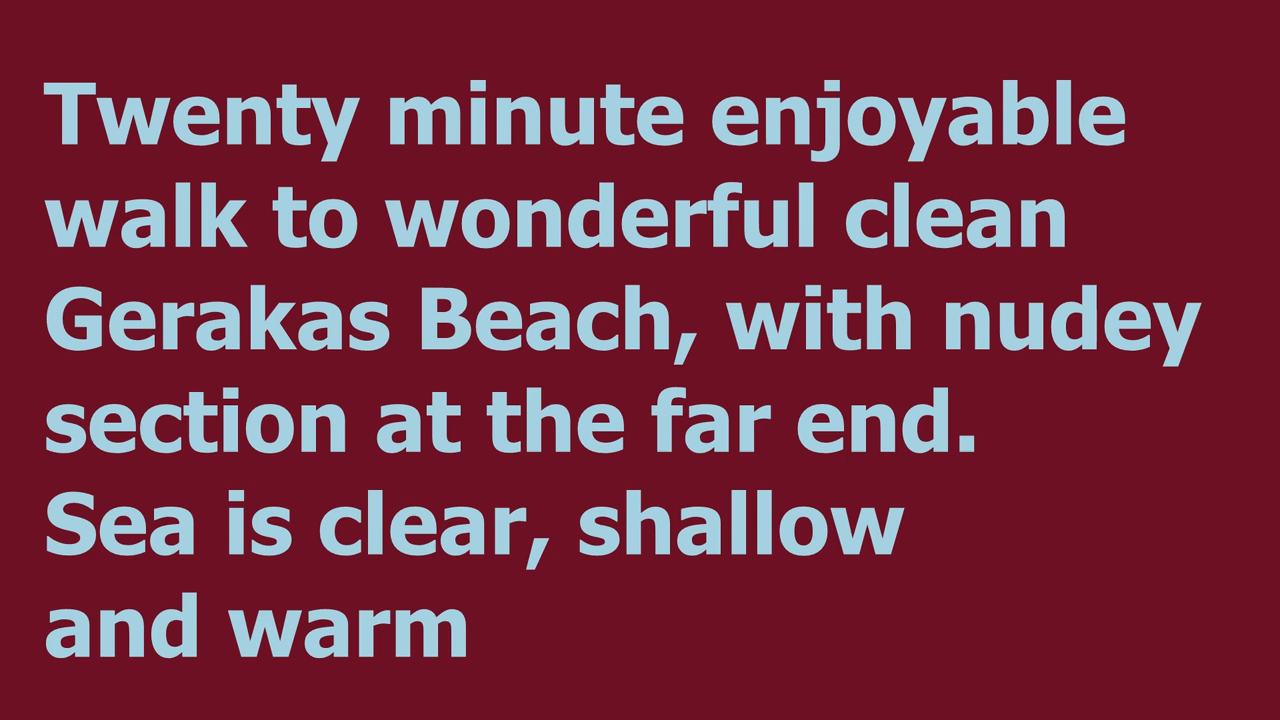 Twenty minute enjoyable
walk to wonderful clean
Gerakas Beach, with nudey
section at the far end.
Sea is clear, shallow
and warm